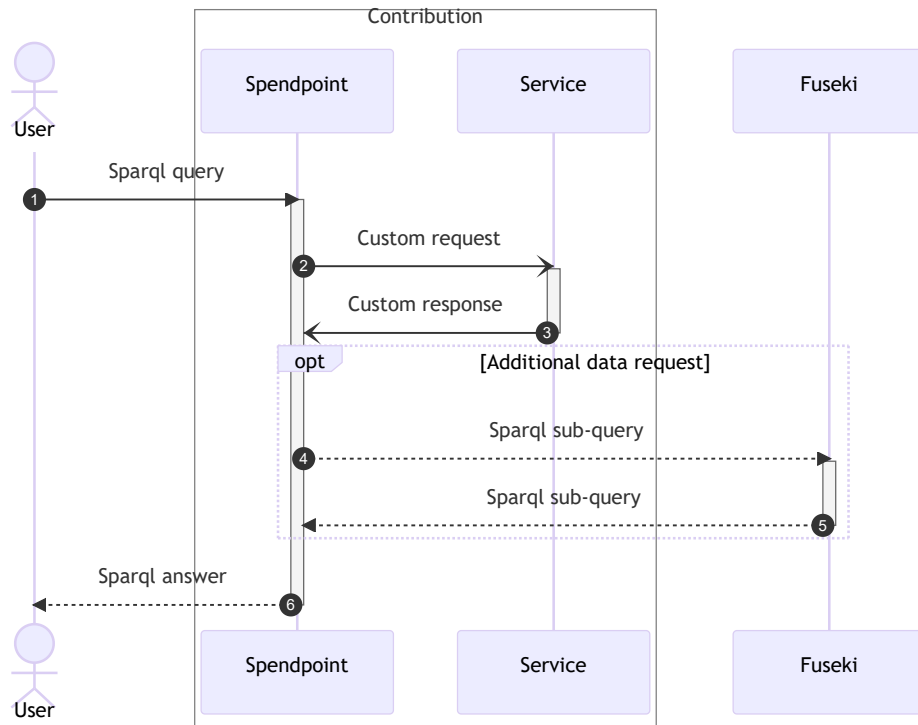 Contribution
Spendpoint
Service
Fuseki
User
Sparql query
1
Custom request
2
Custom response
3
opt
[Additional data request]
Sparql sub-query
4
Sparql sub-query
5
Sparql answer
6
Spendpoint
Service
Fuseki
User